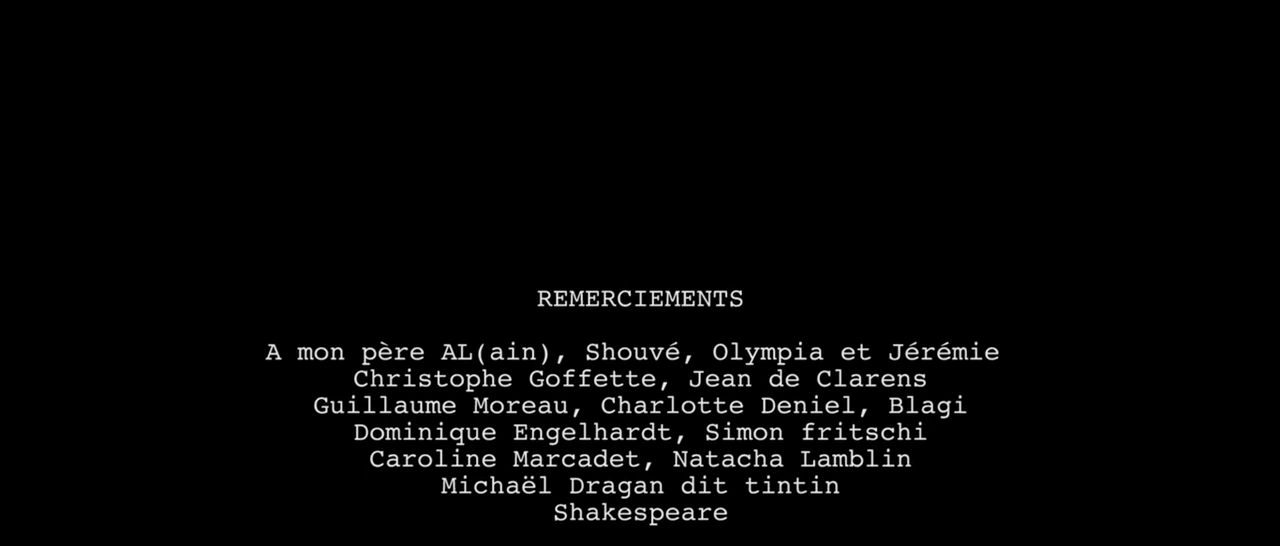 REMERCIEMENTS
A mon père AL(ain), Shouvé, Olympia et Jérémie
Christophe Goffette, Jean de Clarens
Guillaume Moreau, Charlotte Deniel, Blagi
Dominique Engelhardt, Simon fritschi
Caroline Marcadet, Natacha Lamblin
Michaël Dragan dit tintin
Shakespeare